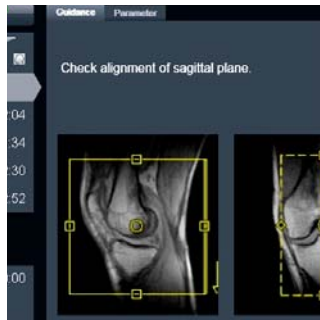 Guidance Parameter
Check alignment of sagittal plane.
:04
:34
:30
:52
:00